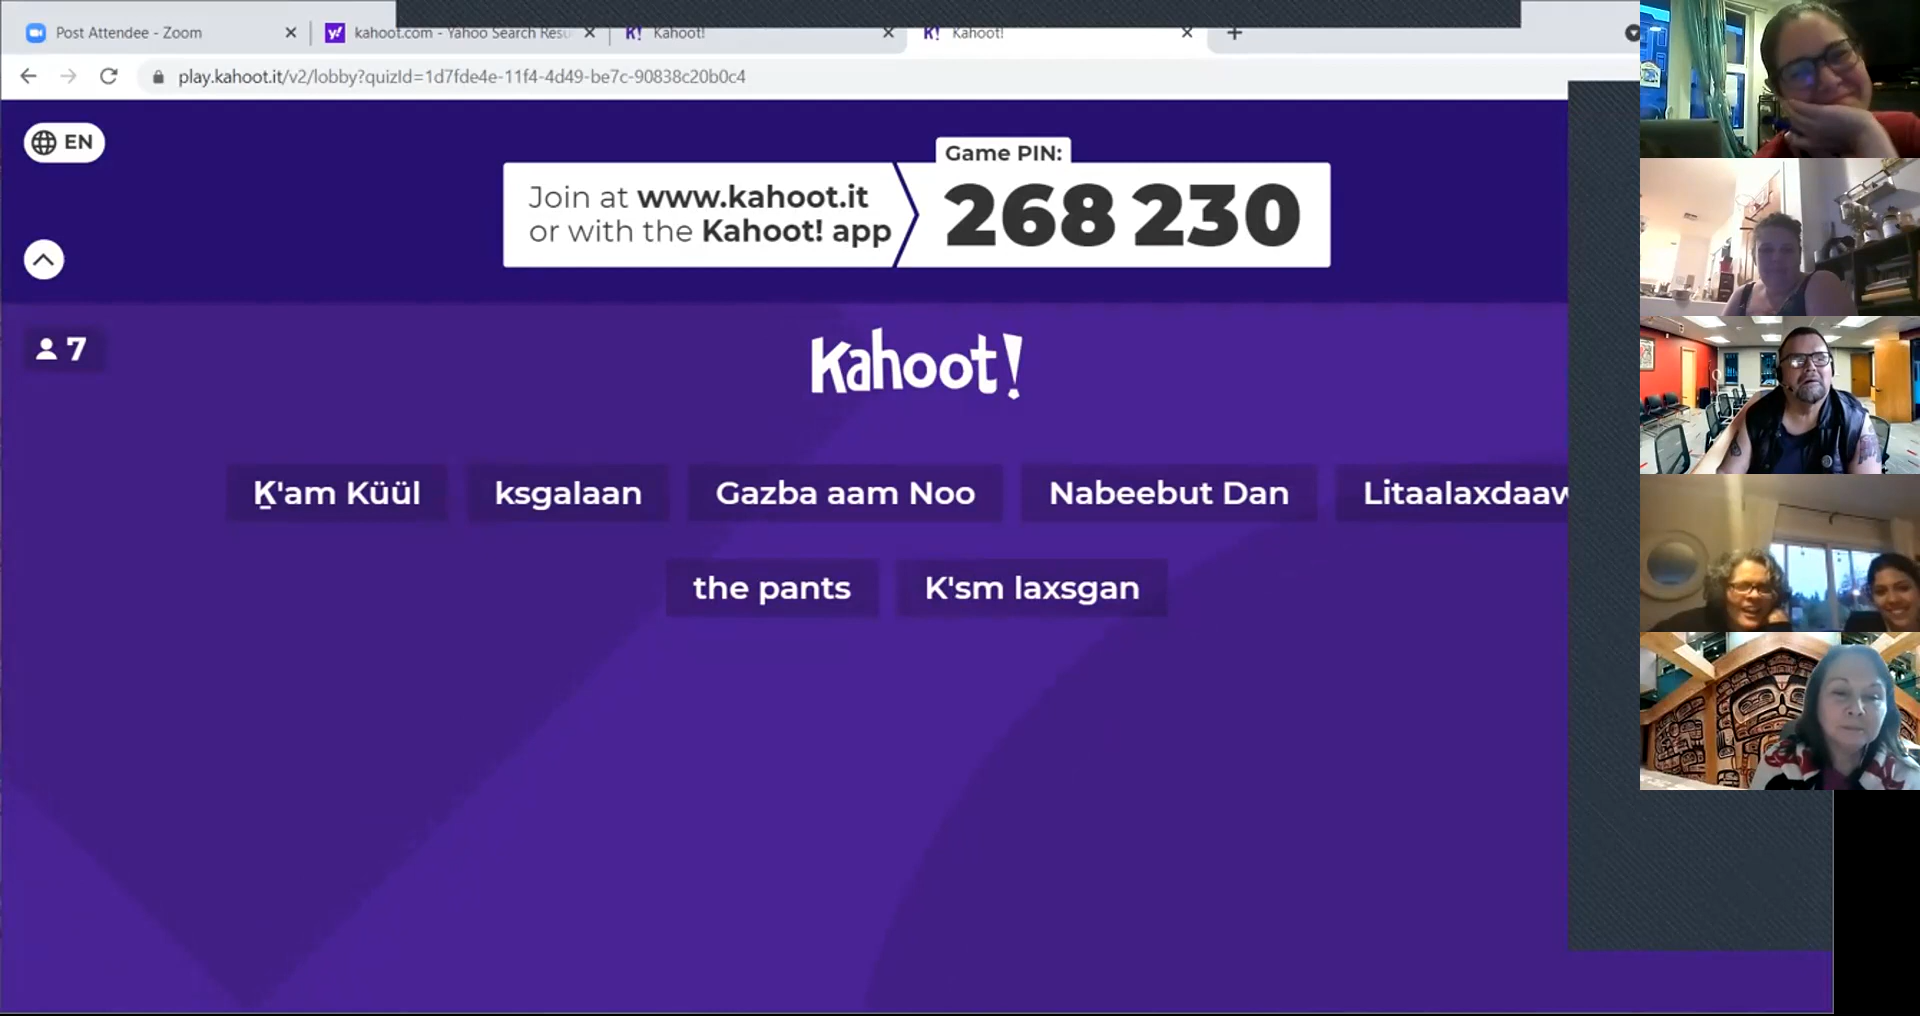 Post Attendee - Zoom
kahoot.com - Yahoo Search Resu
Kahoot!
Kahoot!
play.kahoot.it/v2/lobby?quizId=1d7fde4e-11f4-4d49-be7c-90838c20b0c4
EN
Join at www.kahoot.it
or with the Kahoot! app
Game PIN:
268 230
7
Kahoot!
Ḵ'am Küül
ksgalaan
Gazba aam Noo
Nabeebut Dan
Litaalaxdaaw
the pants
K'sm laxsgan